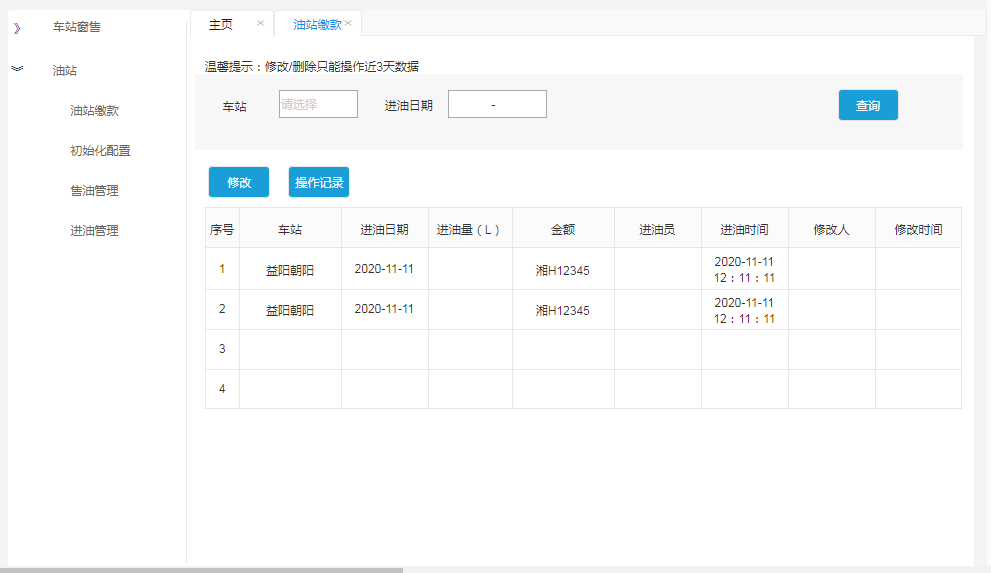 车站窗售
油站
油站缴款
初始化配置
售油管理
进油管理
主页 × 油站缴款 ×
温馨提示：修改/删除只能操作近3天数据
车站 请选择 进油日期 - 查询
修改 操作记录
序号 车站 进油日期 进油量（L） 金额 进油员 进油时间 修改人 修改时间
1 益阳朝阳 2020-11-11 湘H12345 2020-11-11
12：11：11
2 益阳朝阳 2020-11-11 湘H12345 2020-11-11
12：11：11
3
4